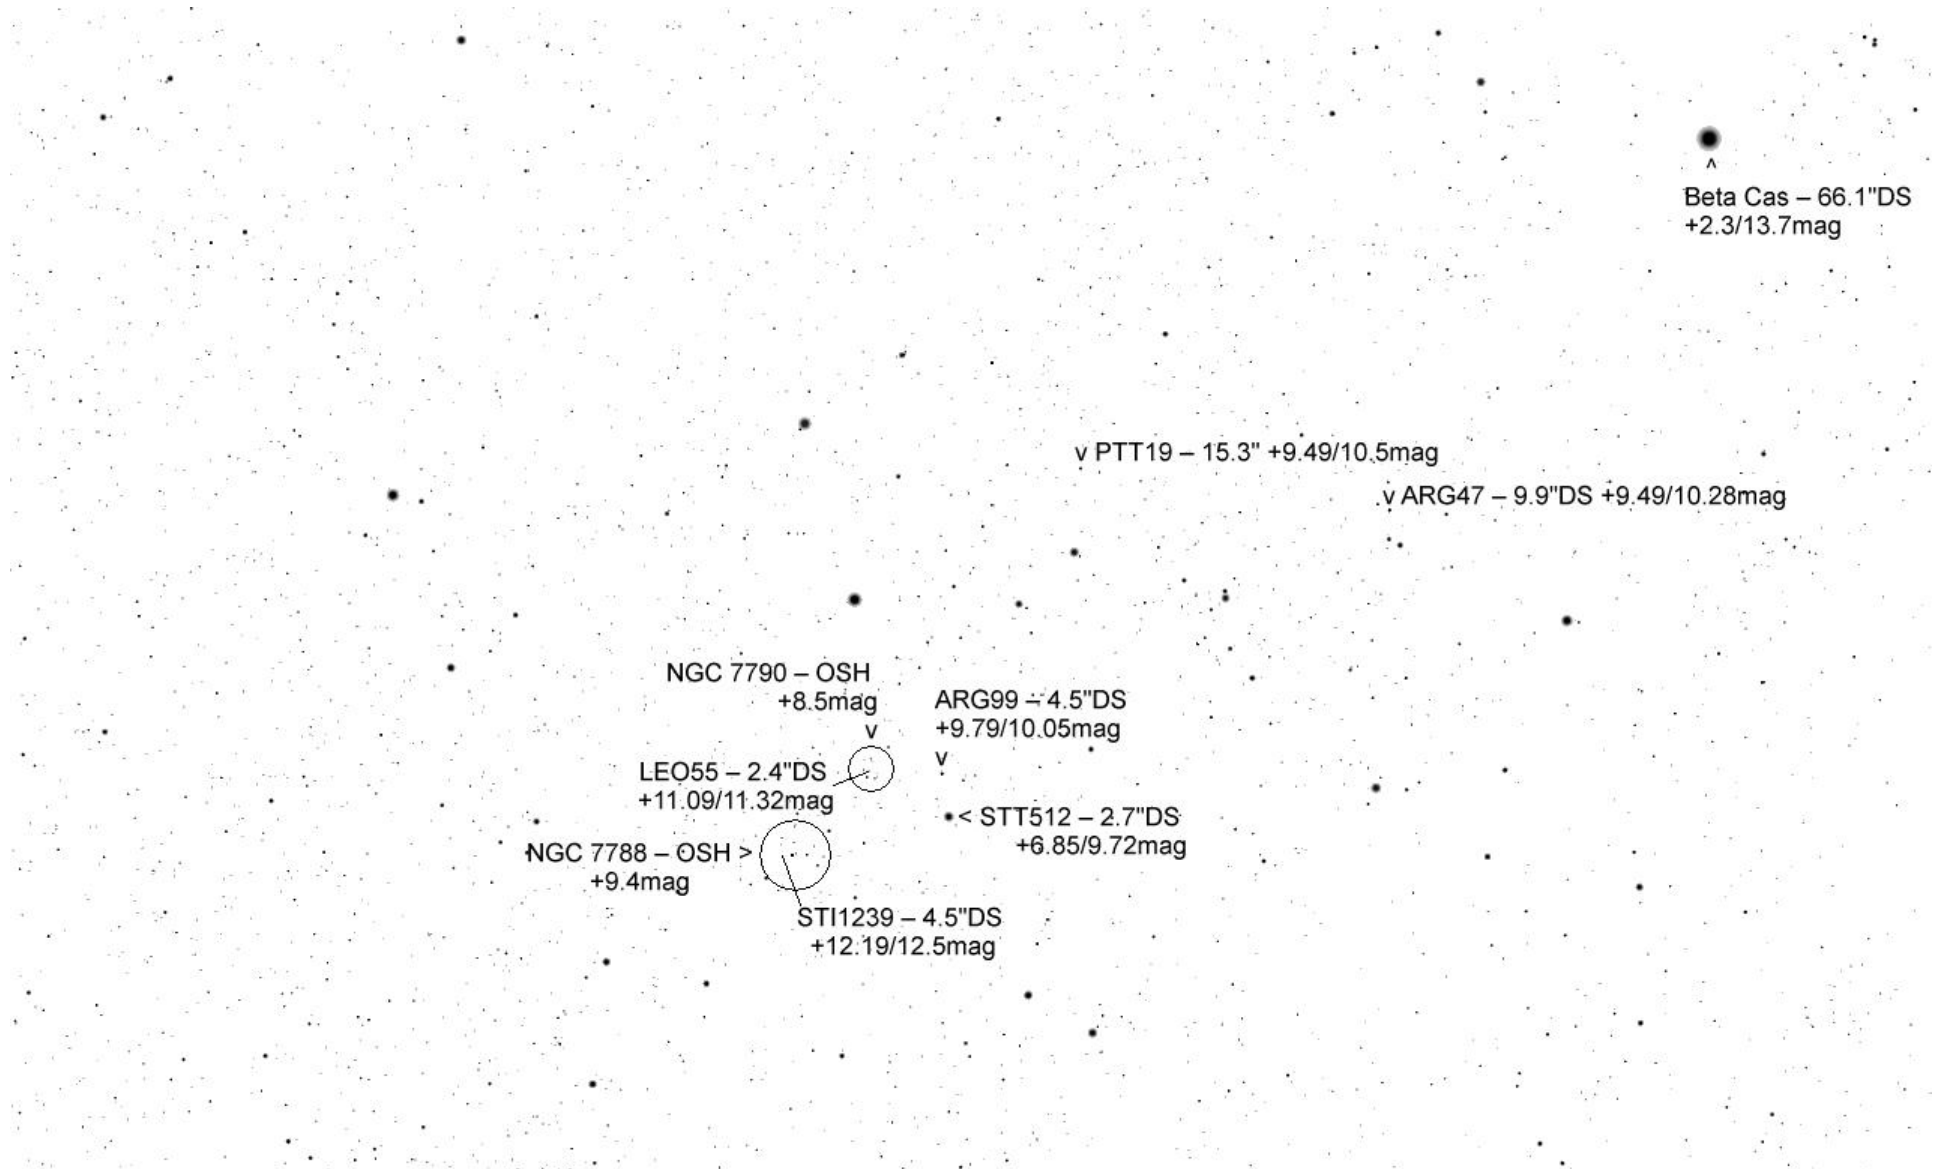 ^
Beta Cas – 66.1"DS
+2.3/13.7mag
v PTT19 – 15.3" +9.49/10.5mag
v ARG47 – 9.9"DS +9.49/10.28mag
NGC 7790 – OSH
+8.5mag
v
ARG99 – 4.5"DS
+9.79/10.05mag
v
LEO55 – 2.4"DS
+11.09/11.32mag
< STT512 – 2.7"DS
+6.85/9.72mag
NGC 7788 – OSH >
+9.4mag
STI1239 – 4.5"DS
+12.19/12.5mag